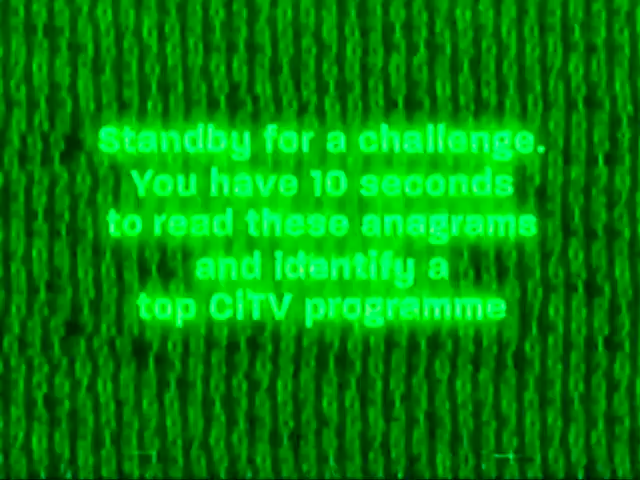 Standby for a challenge.
You have 10 seconds
to read these anagrams
and identify a
top CiTV programme